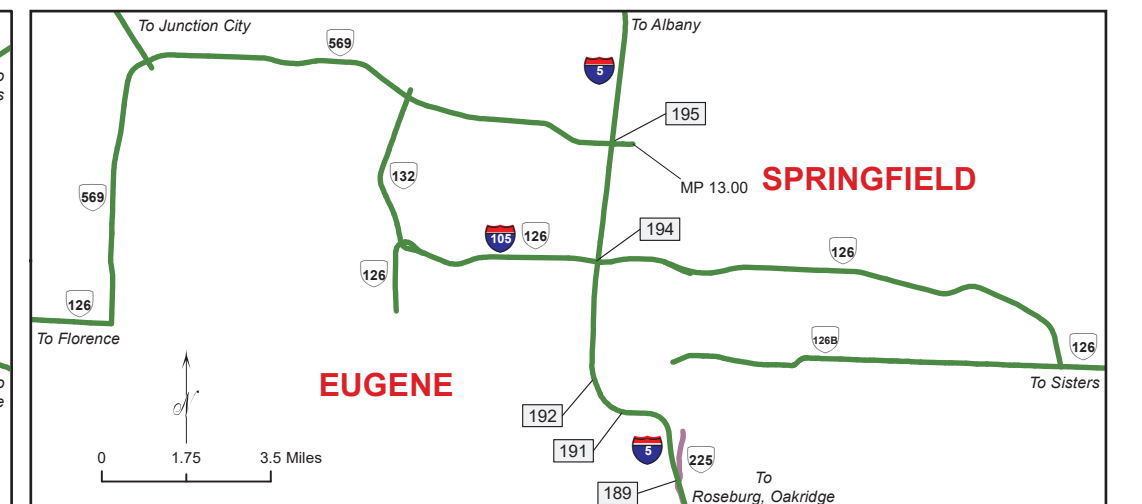 To Junction City
To Albany
569
5
195
MP 13.00
SPRINGFIELD
132
569
194
105
126
126
126
126
To Florence
126B
126
To Sisters
EUGENE
192
191
5
225
189
To
Roseburg, Oakridge
N
0 1.75 3.5 Miles
s
e